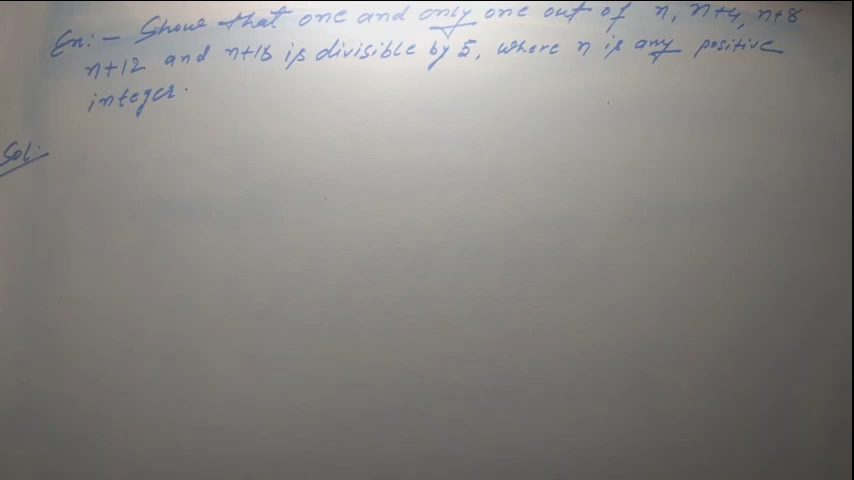 Ex:- Show that one and only one out of n, n+4, n+8
n+12 and n+16 is divisible by 5, where n is any positive
integer.
Sol: